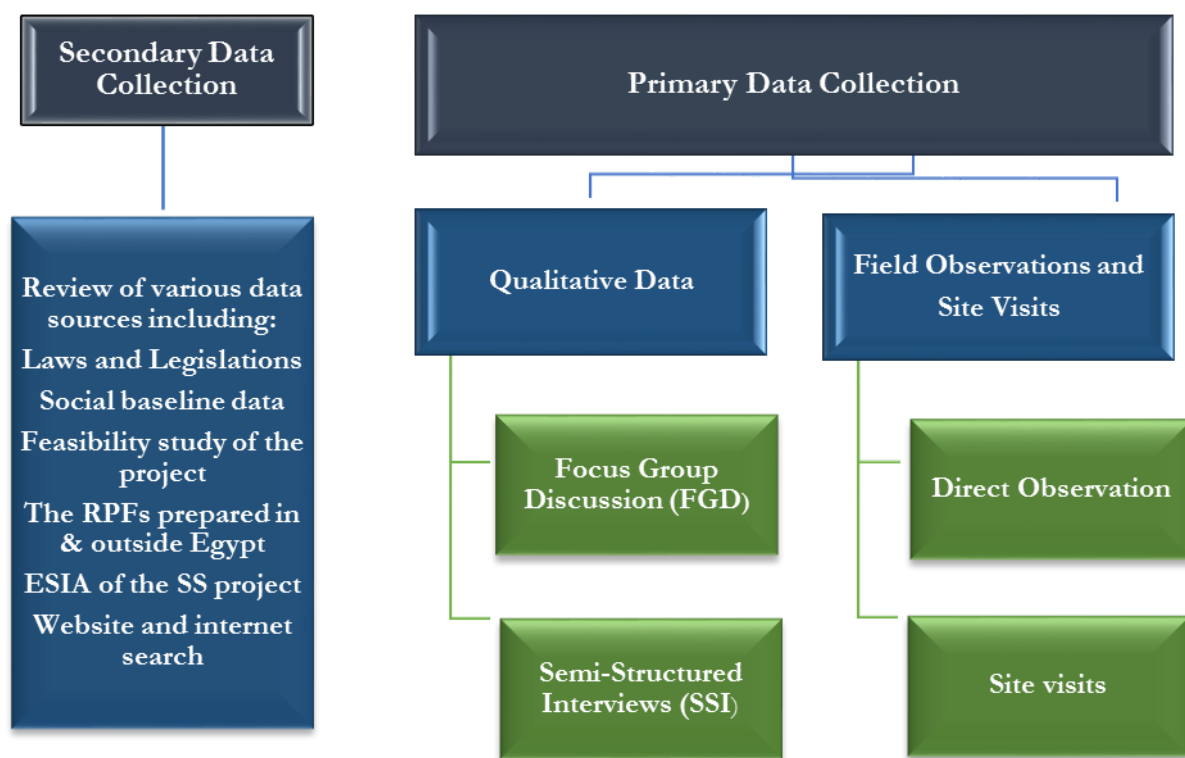 Secondary Data
Collection
Primary Data Collection
Review of various data
sources including:
Laws and Legislations
Social baseline data
Feasibility study of the
project
The RPFs prepared in
& outside Egypt
ESIA of the SS project
Website and internet
search
Qualitative Data
Field Observations and
Site Visits
Focus Group
Discussion (FGD)
Direct Observation
Semi-Structured
Interviews (SSI)
Site visits